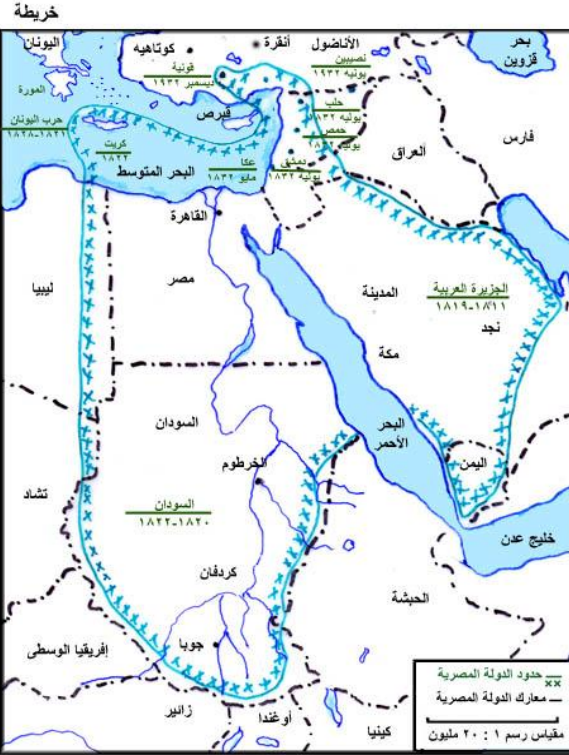 خريطة
اليونان
كوتاهيه
أنقرة
الأناضول
بحر
قزوين
المورة
قونية
ديسمبر ١٩٣٢
نصيبين
يونيه ١٩٣٢
قبرص
حلب
يوليه ١٨٣٢
حمص
يوليه ١٨٣٢
حرب اليونان
١٨٢١-١٨٢٨
كريت
١٨٢٢
البحر المتوسط
عكا
مايو ١٨٣٢
دمشق
يونيه ١٨٣٢
العراق
فارس
القاهرة
ليبيا
مصر
المدينة
الجزيرة العربية
١٨١١-١٨١٩
نجد
مكة
السودان
البحر
الأحمر
الخرطوم
اليمن
تشاد
السودان
١٨٢٠-١٨٢٢
خليج عدن
كردفان
الحبشة
جوبا
إفريقيا الوسطى
زائير
أوغندا
كينيا
حدود الدولة المصرية
معارك الدولة المصرية
مقياس رسم ١ : ٢٠ مليون